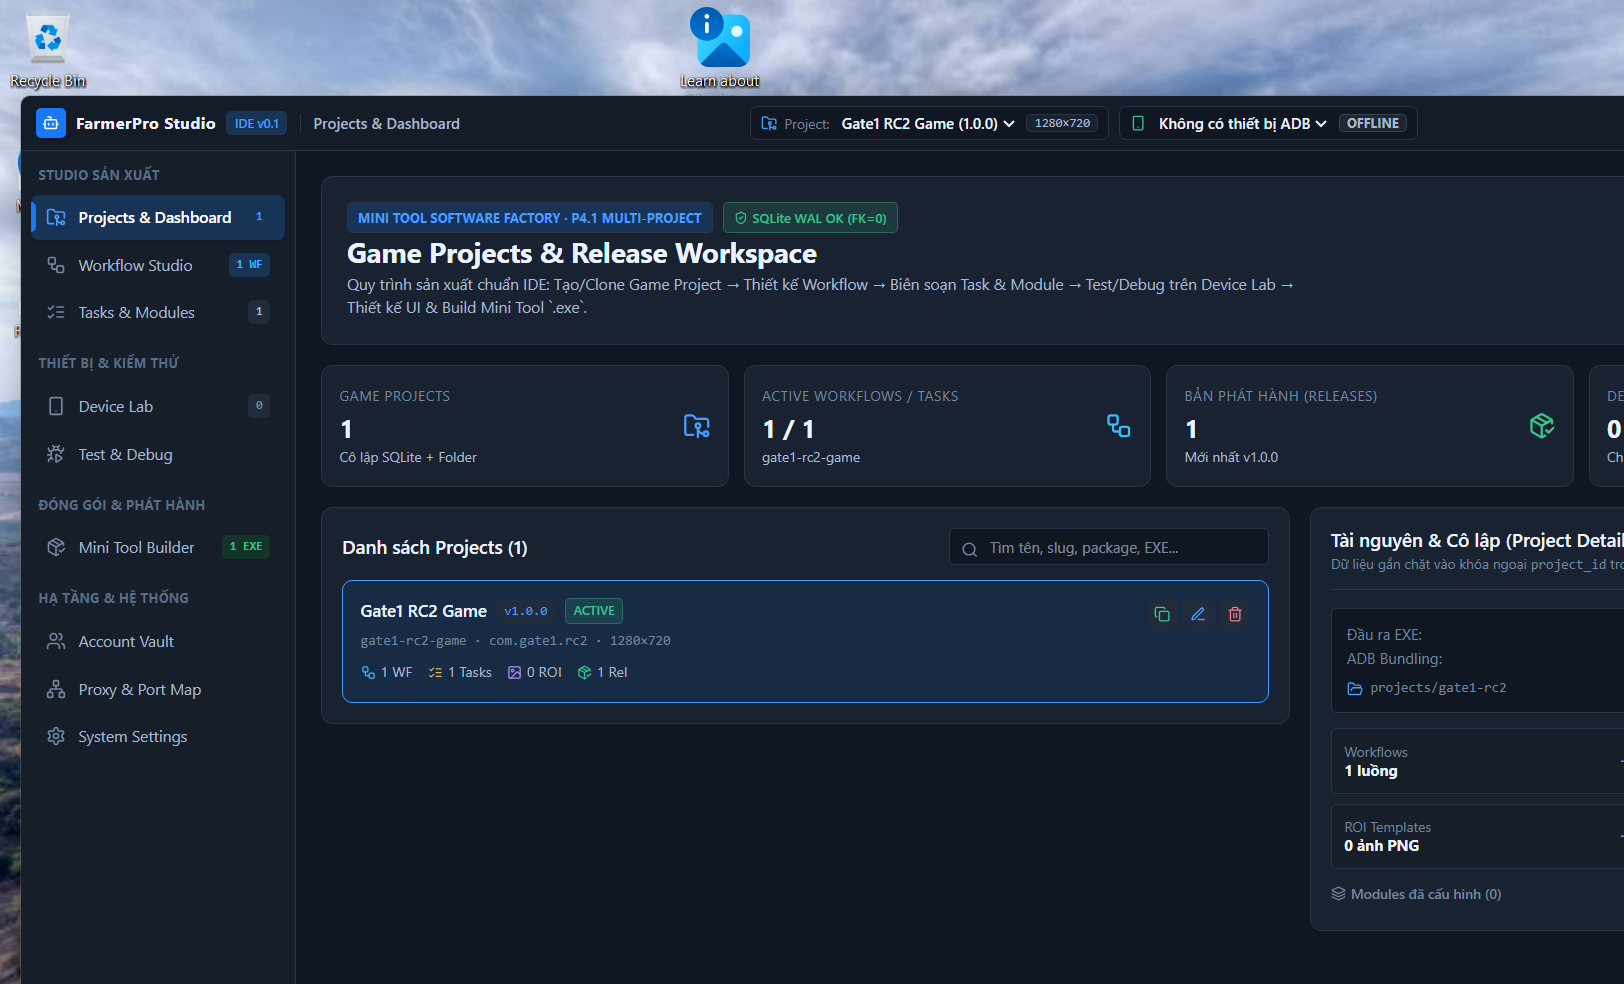 Recycle Bin
Learn about
FarmerPro Studio
IDE v0.1
Projects & Dashboard
Project:
Gate1 RC2 Game (1.0.0)
1280×720
Không có thiết bị ADB
OFFLINE
STUDIO SẢN XUẤT
Projects & Dashboard
1
Workflow Studio
1 WF
Tasks & Modules
1
THIẾT BỊ & KIỂM THỬ
Device Lab
0
Test & Debug
ĐÓNG GÓI & PHÁT HÀNH
Mini Tool Builder
1 EXE
HẠ TẦNG & HỆ THỐNG
Account Vault
Proxy & Port Map
System Settings
MINI TOOL SOFTWARE FACTORY · P4.1 MULTI-PROJECT
SQLite WAL OK (FK=0)
Game Projects & Release Workspace
Quy trình sản xuất chuẩn IDE: Tạo/Clone Game Project → Thiết kế Workflow → Biên soạn Task & Module → Test/Debug trên Device Lab →
Thiết kế UI & Build Mini Tool `.exe`.
GAME PROJECTS
1
Cô lập SQLite + Folder
ACTIVE WORKFLOWS / TASKS
1 / 1
gate1-rc2-game
BẢN PHÁT HÀNH (RELEASES)
1
Mới nhất v1.0.0
DE
0
Ch
Danh sách Projects (1)
Tìm tên, slug, package, EXE...
Gate1 RC2 Game
v1.0.0
ACTIVE
gate1-rc2-game · com.gate1.rc2 · 1280×720
1 WF
1 Tasks
0 ROI
1 Rel
Tài nguyên & Cô lập (Project Detail
Dữ liệu gắn chặt vào khóa ngoại project_id tro
Đầu ra EXE:
ADB Bundling:
projects/gate1-rc2
Workflows
1 luồng
ROI Templates
0 ảnh PNG
Modules đã cấu hình (0)